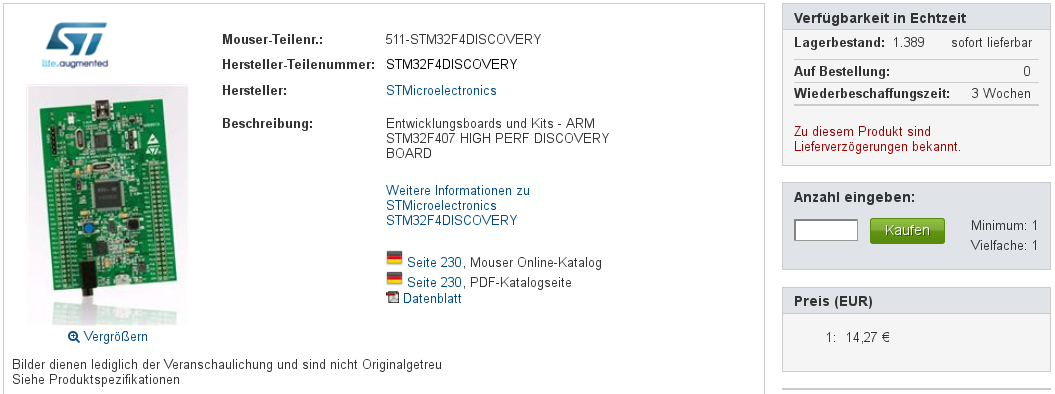 life.augmented
Mouser-Teilenr.: 511-STM32F4DISCOVERY
Hersteller-Teilenummer: STM32F4DISCOVERY
Hersteller: STMicroelectronics
Beschreibung: Entwicklungsboards und Kits - ARM
STM32F407 HIGH PERF DISCOVERY
BOARD
Weitere Informationen zu
STMicroelectronics
STM32F4DISCOVERY
Seite 230, Mouser Online-Katalog
Seite 230, PDF-Katalogseite
Datenblatt
Vergrößern
Bilder dienen lediglich der Veranschaulichung und sind nicht Originalgetreu
Siehe Produktspezifikationen
Verfügbarkeit in Echtzeit
Lagerbestand: 1.389 sofort lieferbar
Auf Bestellung: 0
Wiederbeschaffungszeit: 3 Wochen
Zu diesem Produkt sind
Lieferverzögerungen bekannt.
Anzahl eingeben:
Kaufen
Minimum: 1
Vielfache: 1
Preis (EUR)
1: 14,27 €